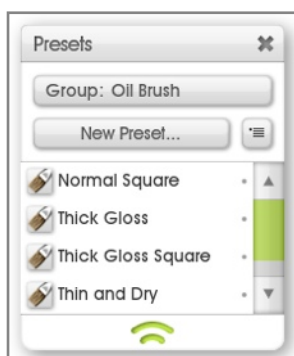 Presets
Group: Oil Brush
New Preset...
Normal Square
Thick Gloss
Thick Gloss Square
Thin and Dry